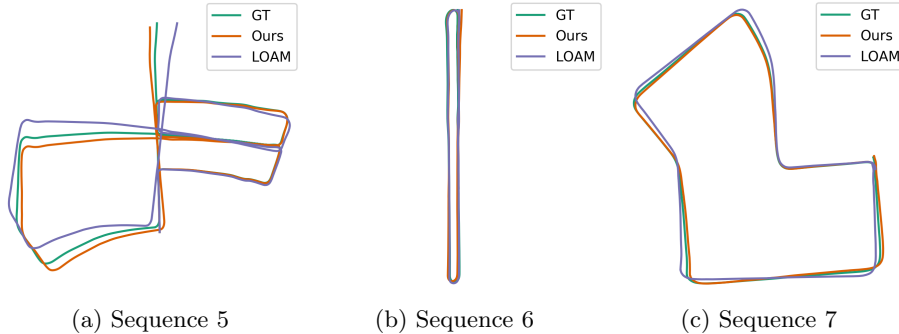 GT
Ours
LOAM
GT
Ours
LOAM
GT
Ours
LOAM
(a) Sequence 5
(b) Sequence 6
(c) Sequence 7